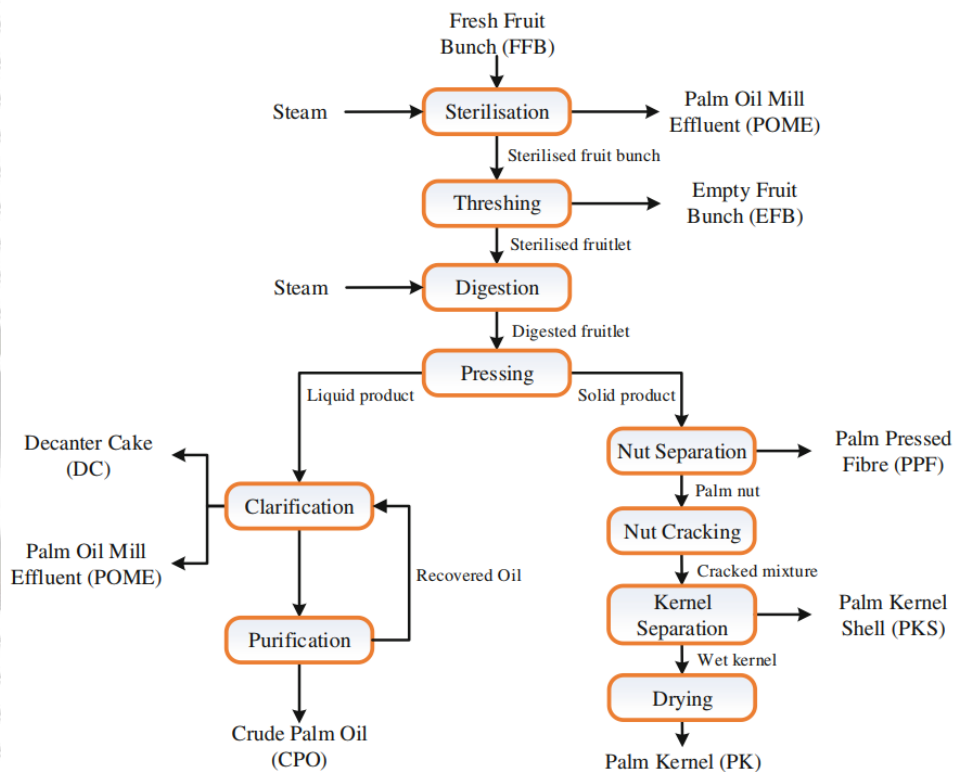 Fresh Fruit
Bunch (FFB)
Steam
Sterilisation
Palm Oil Mill
Effluent (POME)
Sterilised fruit bunch
Threshing
Empty Fruit
Bunch (EFB)
Sterilised fruitlet
Steam
Digestion
Digested fruitlet
Pressing
Liquid product
Solid product
Decanter Cake
(DC)
Nut Separation
Palm Pressed
Fibre (PPF)
Palm nut
Clarification
Nut Cracking
Palm Oil Mill
Effluent (POME)
Recovered Oil
Cracked mixture
Kernel
Separation
Palm Kernel
Shell (PKS)
Purification
Wet kernel
Drying
Crude Palm Oil
(CPO)
Palm Kernel (PK)